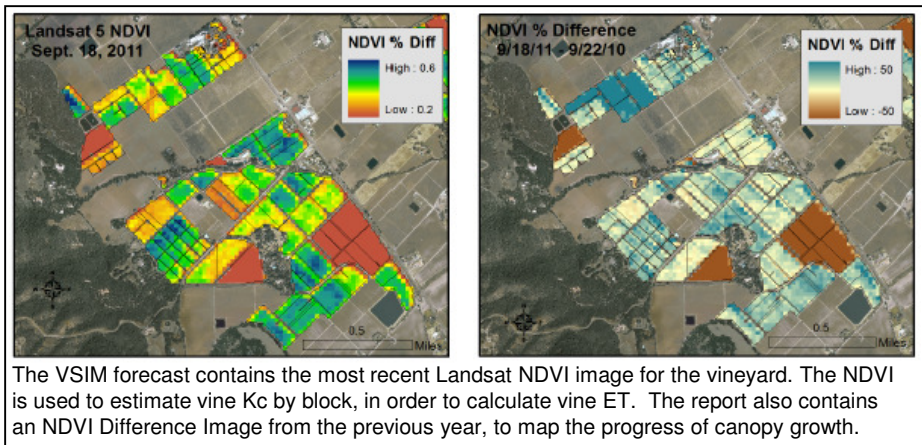 Landsat 5 NDVI
Sept. 18, 2011
NDVI % Diff
High : 0.6
Low : 0.2
0.5
Miles
NDVI % Difference
9/18/11 - 9/22/10
NDVI % Diff
High : 50
Low : -50
0.5
Miles
The VSIM forecast contains the most recent Landsat NDVI image for the vineyard. The NDVI
is used to estimate vine Kc by block, in order to calculate vine ET.  The report also contains
an NDVI Difference Image from the previous year, to map the progress of canopy growth.